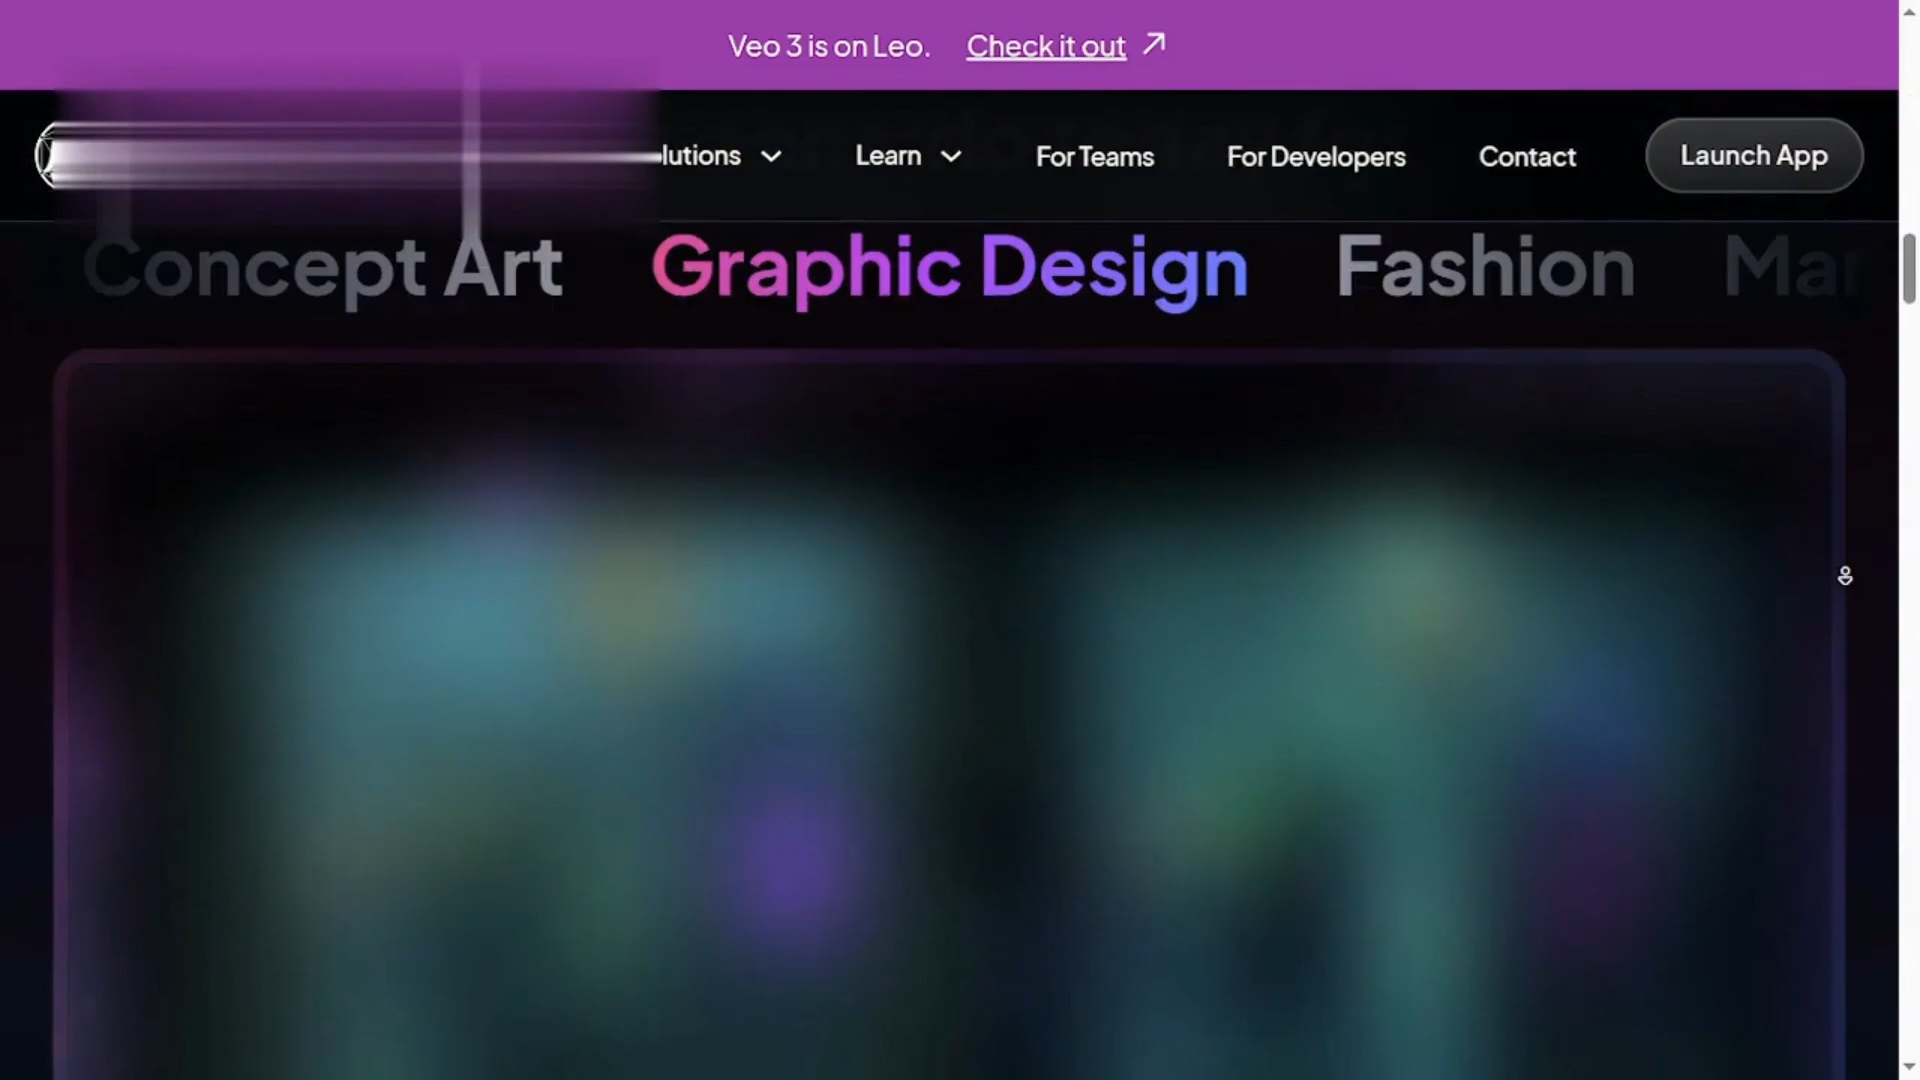 Veo 3 is on Leo. Check it out
lutions Learn For Teams For Developers Contact Launch App
Concept Art Graphic Design Fashion Mar